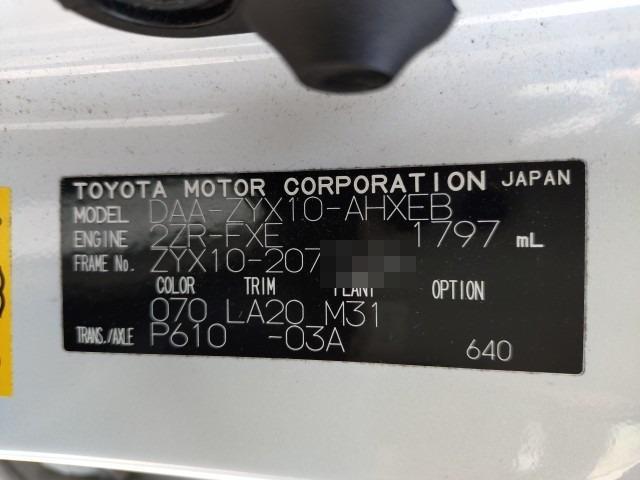 TOYOTA MOTOR CORPORATION JAPAN
MODEL DAA-ZYX10-AHXEB
ENGINE 2ZR-FXE 1797 mL
FRAME No. ZYX10-207
COLOR TRIM PLANT OPTION
070 LA20 M31
TRANS./AXLE P610 -03A 640